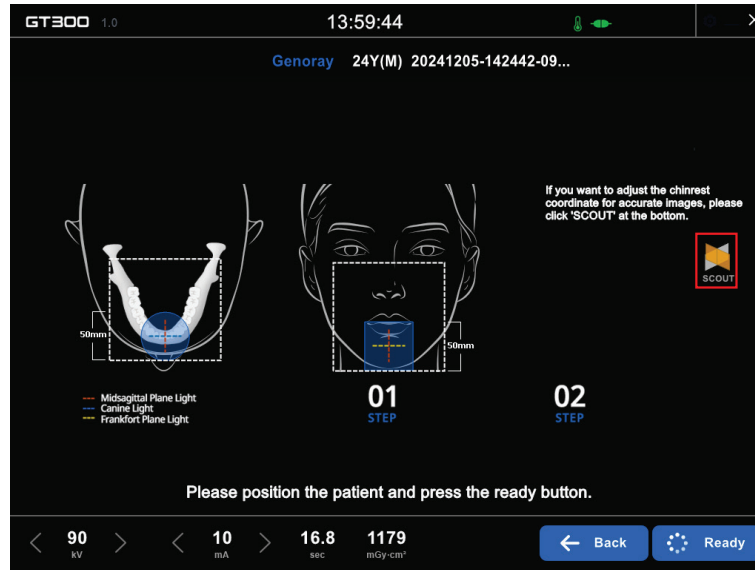 GT300 1.0
13:59:44
Genoray 24Y(M) 20241205-142442-09...
If you want to adjust the chinrest
coordinate for accurate images, please
click 'SCOUT' at the bottom.
SCOUT
50mm
50mm
Midsagittal Plane Light
Canine Light
Frankfort Plane Light
01
STEP
02
STEP
Please position the patient and press the ready button.
90
kV
10
mA
16.8
sec
1179
mGy·cm²
Back
Ready